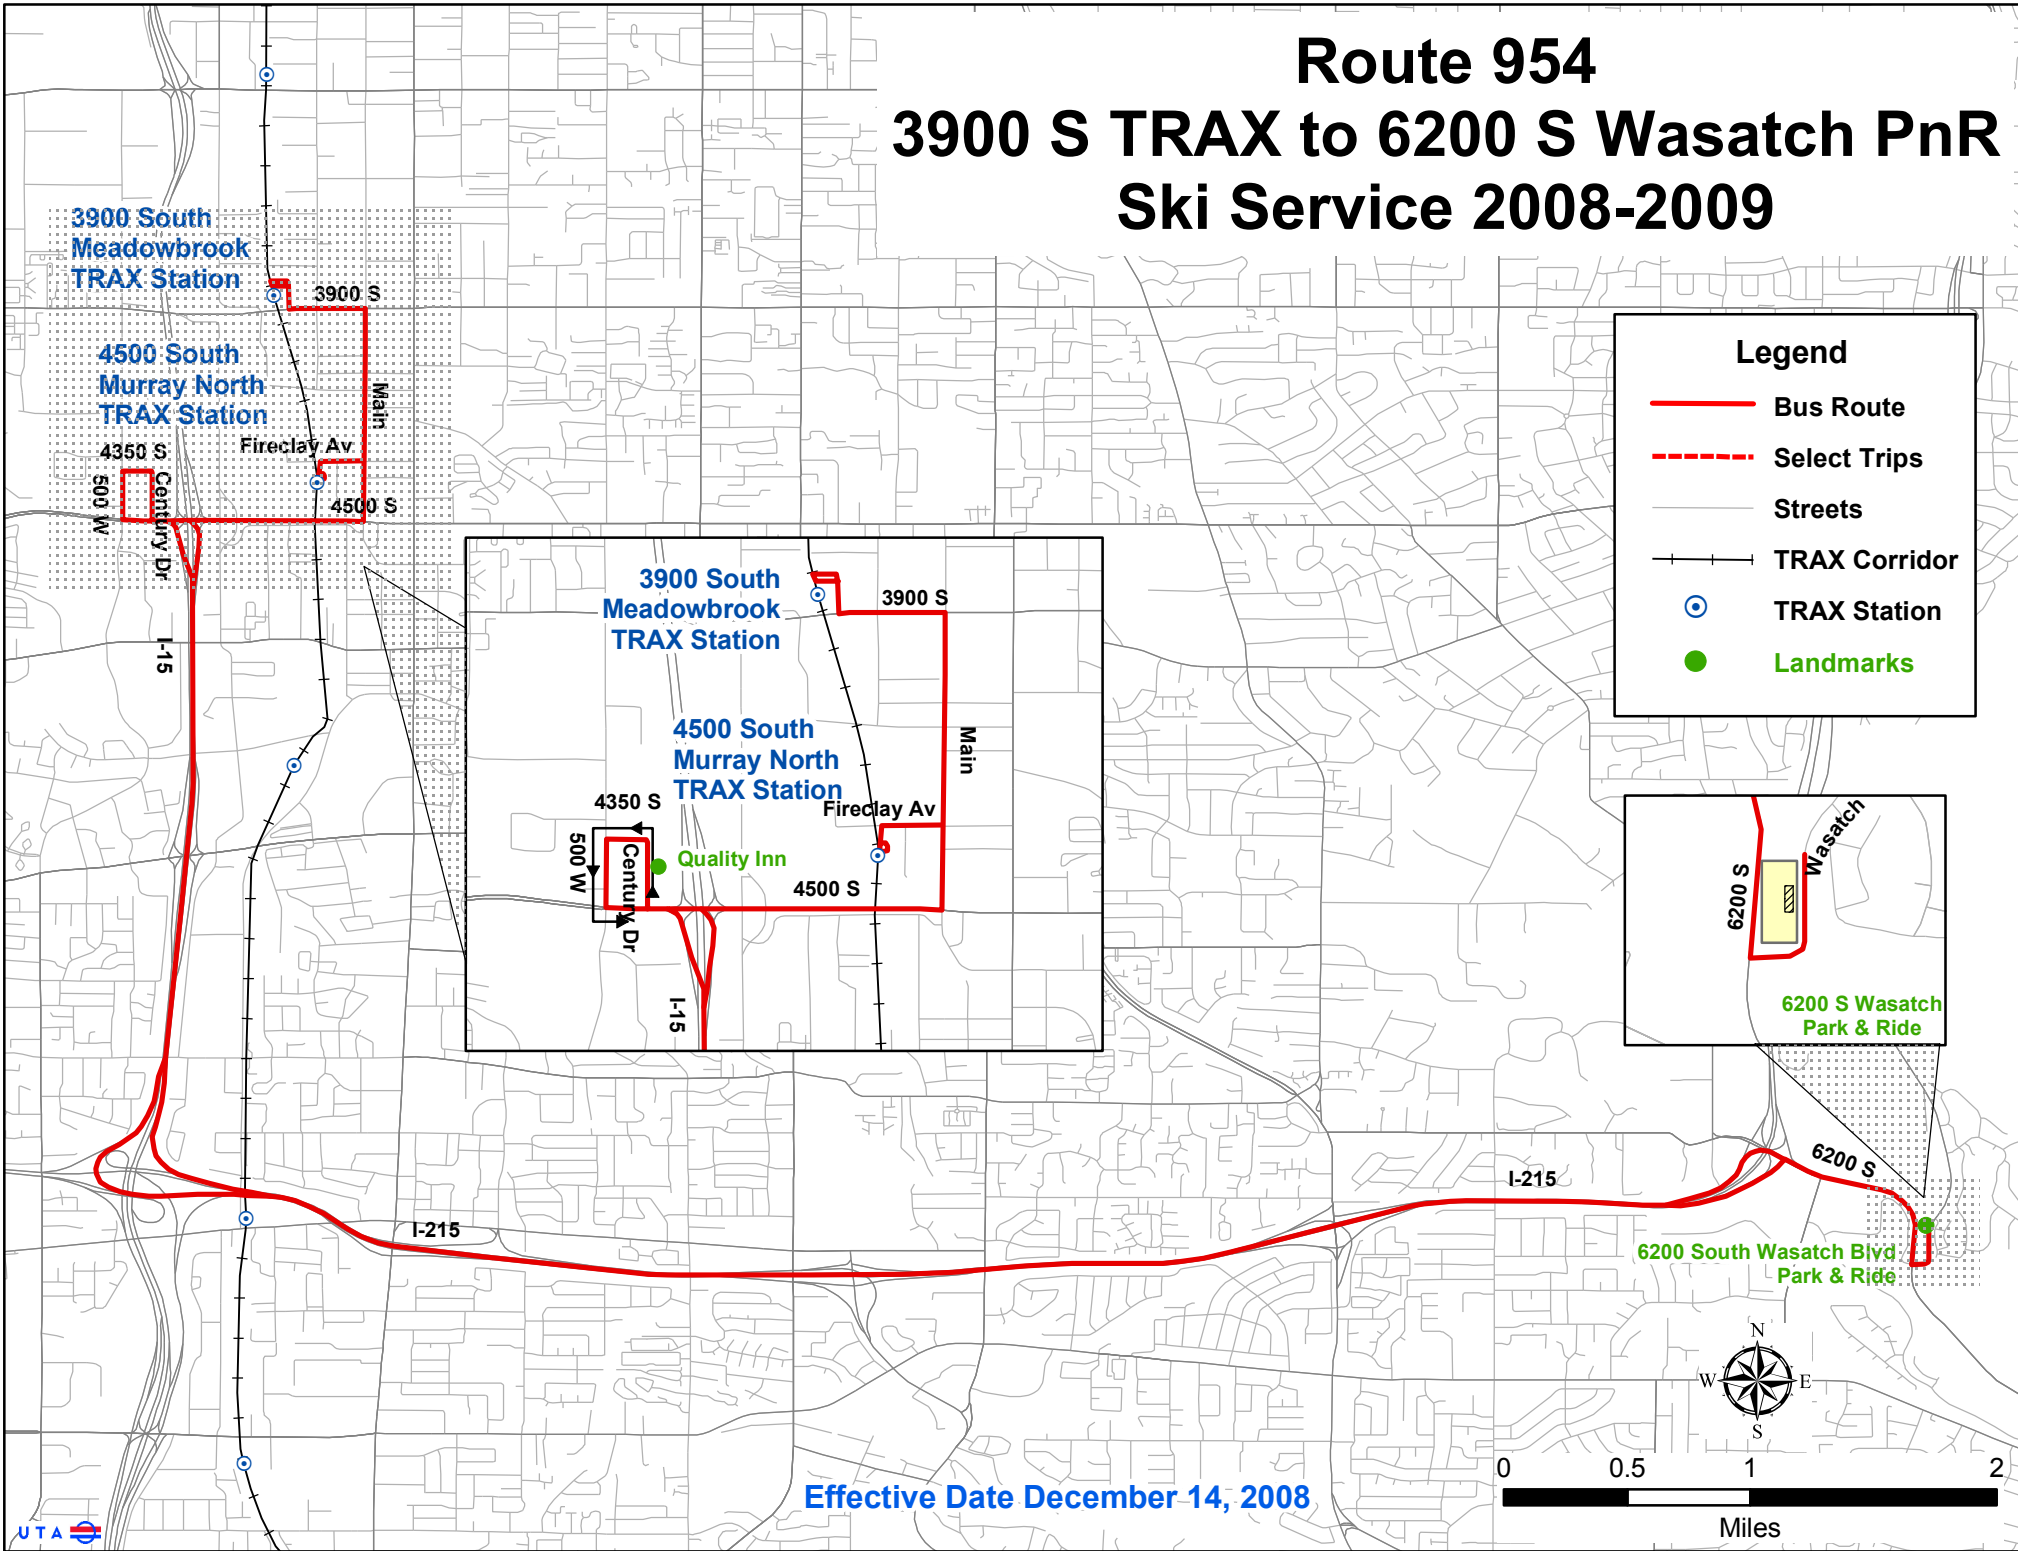 Route 954
3900 S TRAX to 6200 S Wasatch PnR
Ski Service 2008-2009
3900 South
Meadowbrook
TRAX Station
3900 S
4500 South
Murray North
TRAX Station
Main
Fireclay Av
4350 S
500 W
Century Dr
4500 S
I-15
Legend
Bus Route
Select Trips
Streets
TRAX Corridor
TRAX Station
Landmarks
3900 South
Meadowbrook
TRAX Station
3900 S
4500 South
Murray North
TRAX Station
Main
Fireclay Av
4350 S
500 W
Century Dr
Quality Inn
4500 S
I-15
Wasatch
6200 S
6200 S Wasatch
Park & Ride
6200 S
I-215
I-215
6200 South Wasatch Blvd
Park & Ride
N
W
E
S
0 0.5 1 2
Miles
Effective Date December 14, 2008
UTA